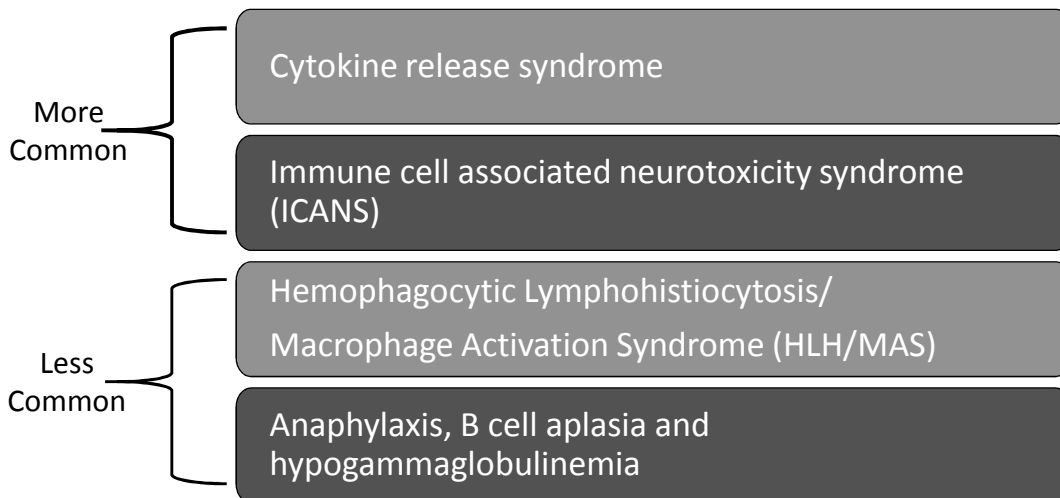 More
Common
Cytokine release syndrome
Immune cell associated neurotoxicity syndrome
(ICANS)
Less
Common
Hemophagocytic Lymphohistiocytosis/
Macrophage Activation Syndrome (HLH/MAS)
Anaphylaxis, B cell aplasia and
hypogammaglobulinemia